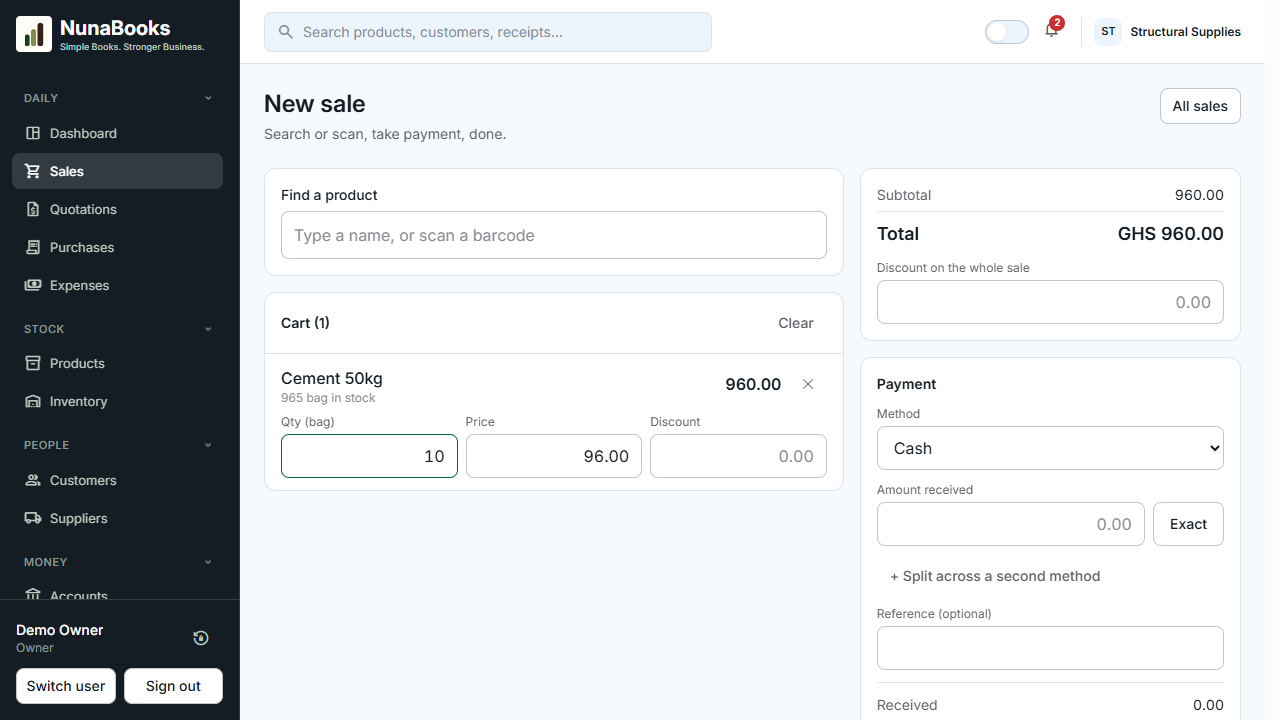 NunaBooks
Simple Books. Stronger Business.
DAILY
Dashboard
Sales
Quotations
Purchases
Expenses
STOCK
Products
Inventory
PEOPLE
Customers
Suppliers
MONEY
Accounts
Demo Owner
Owner
Switch user
Sign out
Search products, customers, receipts...
2
ST
Structural Supplies
New sale
Search or scan, take payment, done.
All sales
Find a product
Type a name, or scan a barcode
Cart (1)
Clear
Cement 50kg
965 bag in stock
960.00
Qty (bag)
Price
Discount
10
96.00
0.00
Subtotal
960.00
Total
GHS 960.00
Discount on the whole sale
0.00
Payment
Method
Cash
Amount received
0.00
Exact
+ Split across a second method
Reference (optional)
Received
0.00